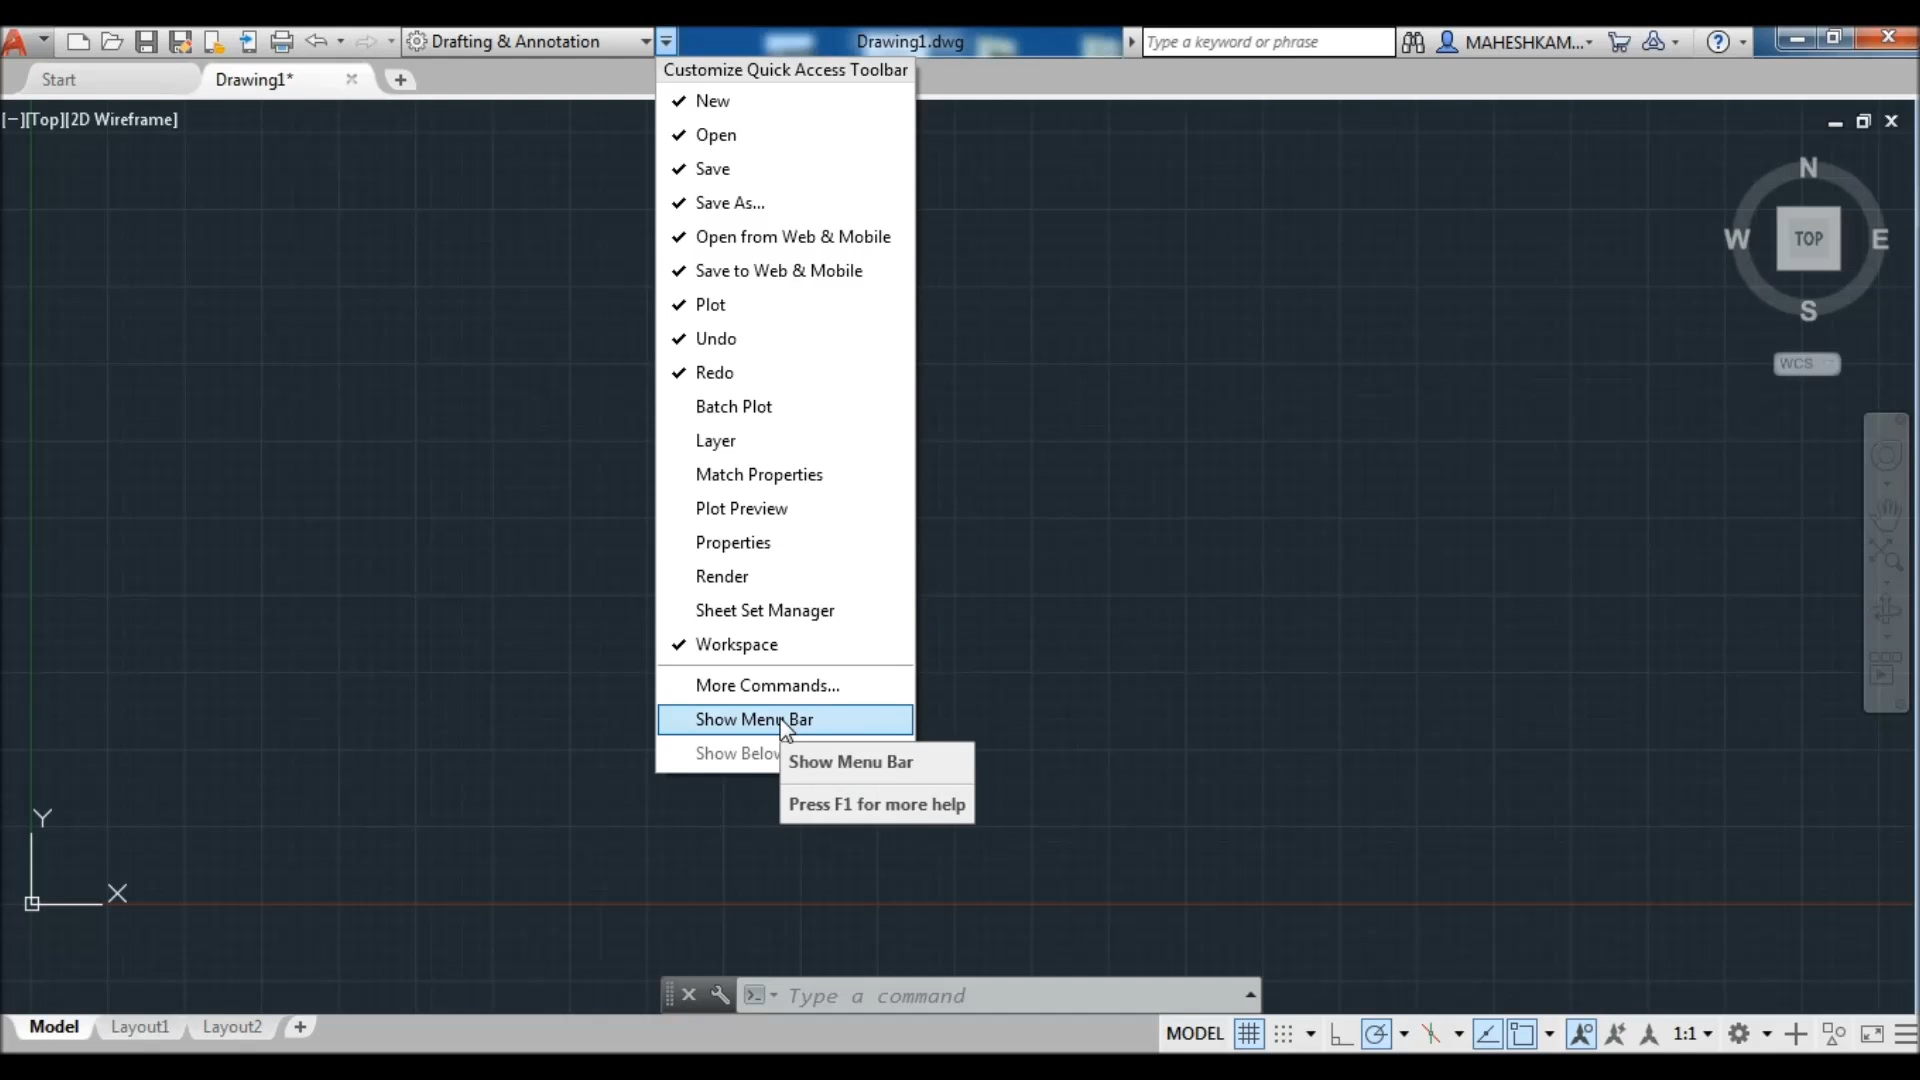 Drafting & Annotation
Drawing1.dwg
Type a keyword or phrase
MAHESHKAM...
Start
Drawing1*
Customize Quick Access Toolbar
New
Open
Save
Save As...
Open from Web & Mobile
Save to Web & Mobile
Plot
Undo
Redo
Batch Plot
Layer
Match Properties
Plot Preview
Properties
Render
Sheet Set Manager
Workspace
More Commands...
Show Menu Bar
Show Below
Show Menu Bar
Press F1 for more help
[−][Top][2D Wireframe]
N
W
TOP
E
S
WCS
Y
X
Type a command
Model
Layout1
Layout2
MODEL
1:1